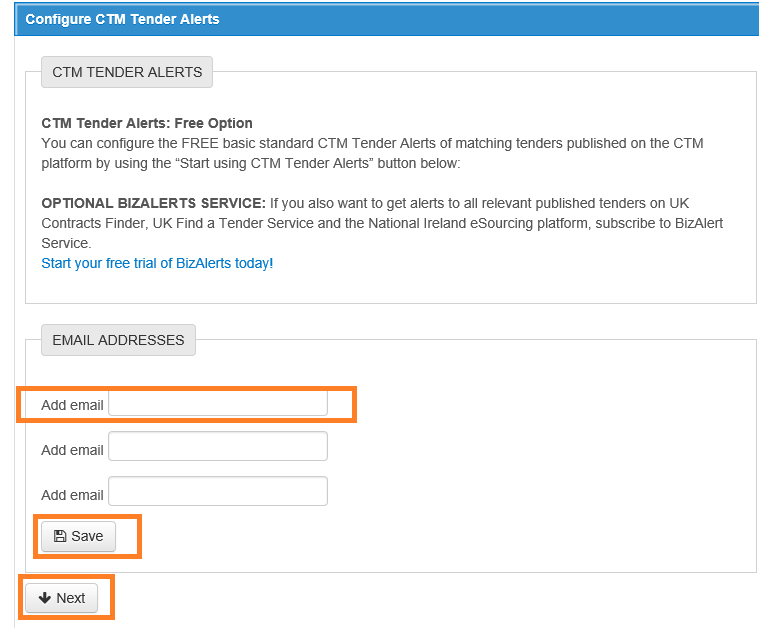 Configure CTM Tender Alerts
CTM TENDER ALERTS
CTM Tender Alerts: Free Option
You can configure the FREE basic standard CTM Tender Alerts of matching tenders published on the CTM
platform by using the “Start using CTM Tender Alerts” button below:
OPTIONAL BIZALERTS SERVICE: If you also want to get alerts to all relevant published tenders on UK
Contracts Finder, UK Find a Tender Service and the National Ireland eSourcing platform, subscribe to BizAlert
Service.
Start your free trial of BizAlerts today!
EMAIL ADDRESSES
Add email
Add email
Add email
Save
Next